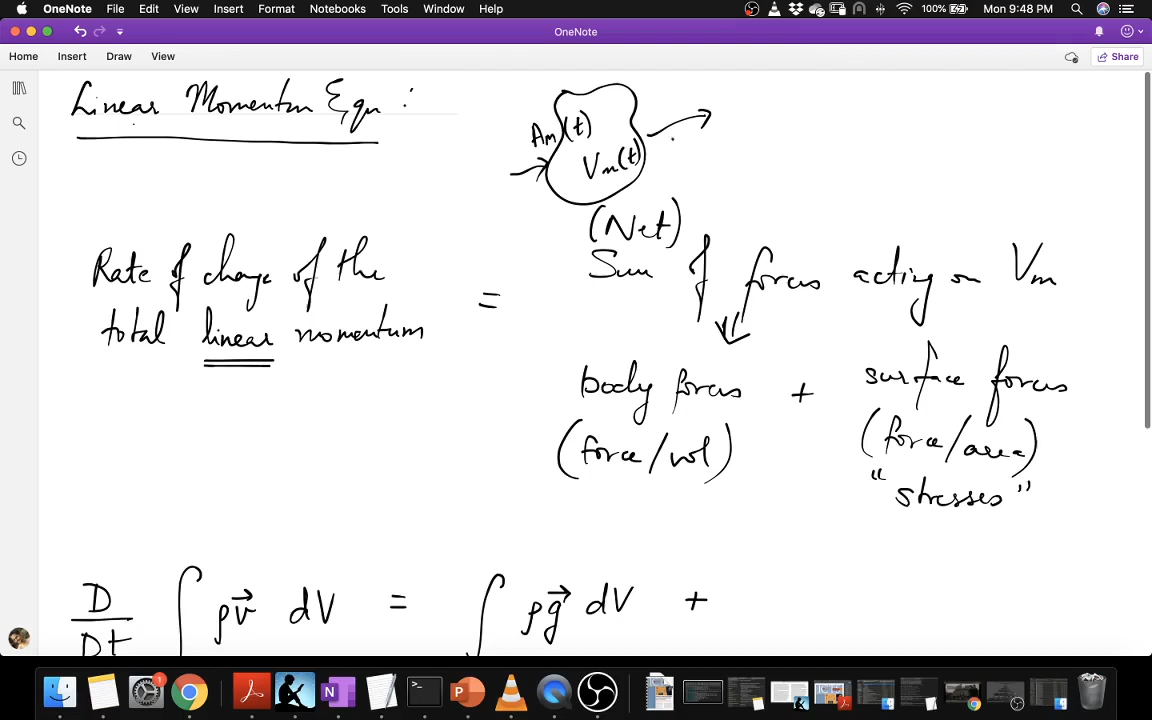 OneNote File Edit View Insert Format Notebooks Tools Window Help 100% Mon 9:48 PM
OneNote
Home Insert Draw View Share
Linear Momentum Eqn :
Am(t)
Vm(t)
(Net)
Rate of change of the
total linear momentum
=
Sum of forces acting on Vm
body forces + surface forces
(force/vol) (force/area)
"stresses"
D/Dt ∫ ρv⃗ dV = ∫ ρg⃗ dV +